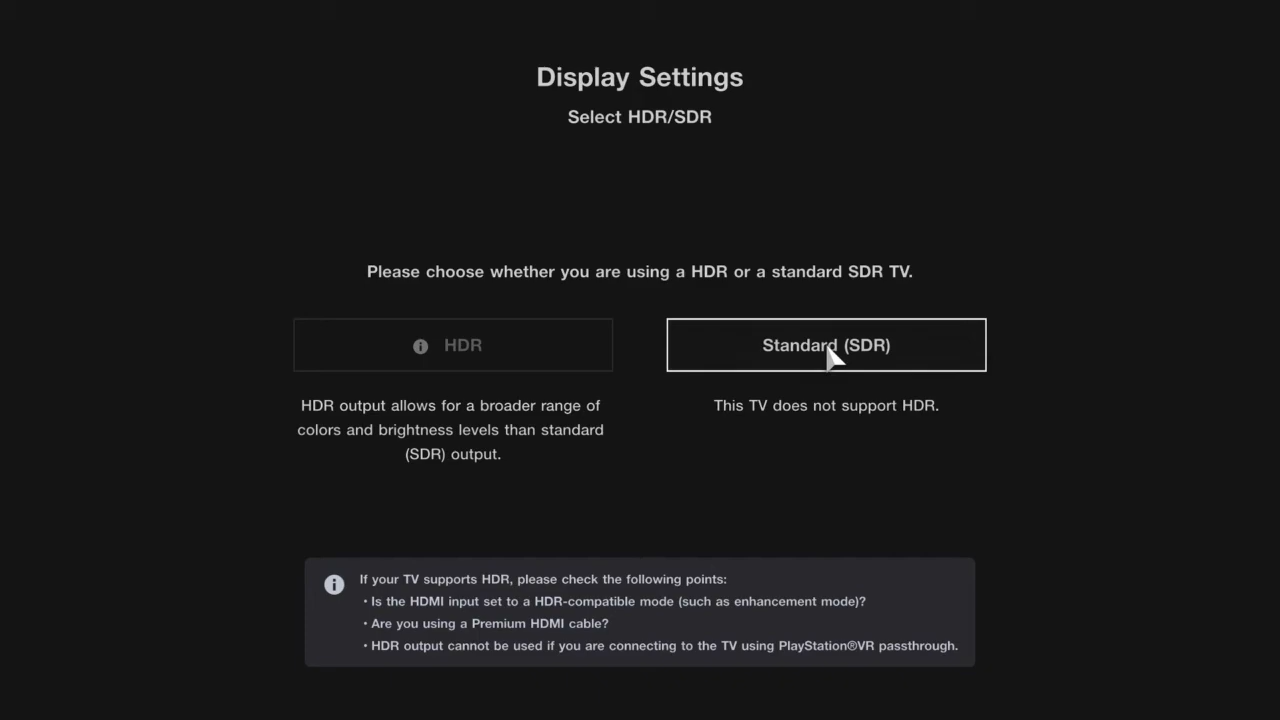 Display Settings
Select HDR/SDR
Please choose whether you are using a HDR or a standard SDR TV.
HDR
Standard (SDR)
HDR output allows for a broader range of
colors and brightness levels than standard
(SDR) output.
This TV does not support HDR.
If your TV supports HDR, please check the following points:
・Is the HDMI input set to a HDR-compatible mode (such as enhancement mode)?
・Are you using a Premium HDMI cable?
・HDR output cannot be used if you are connecting to the TV using PlayStation®VR passthrough.